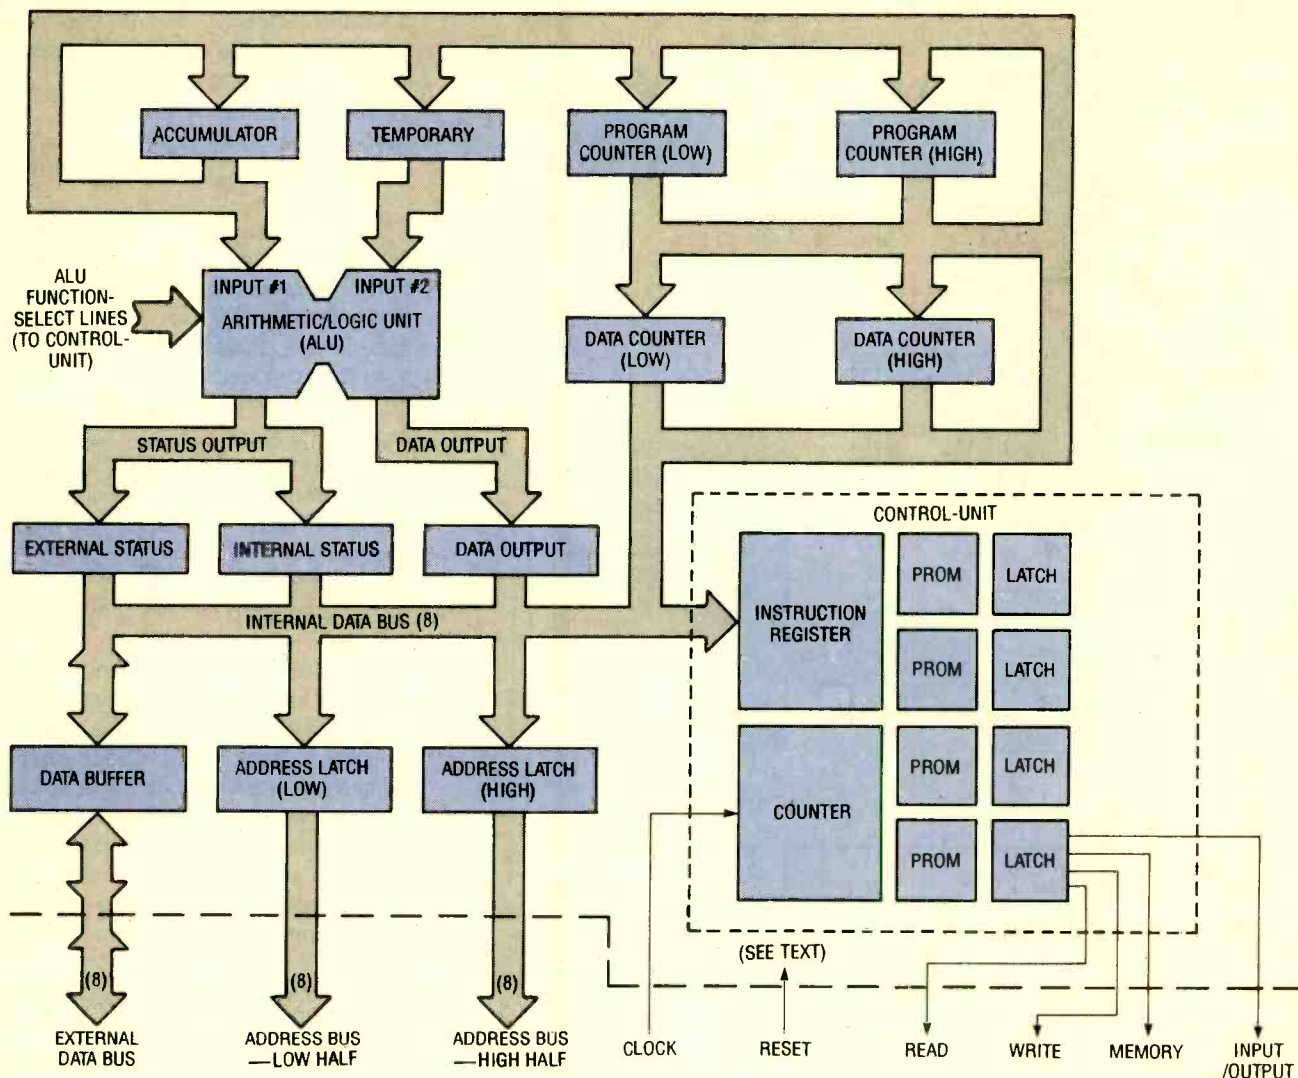 ACCUMULATOR
TEMPORARY
PROGRAM
COUNTER (LOW)
PROGRAM
COUNTER (HIGH)
ALU
FUNCTION-
SELECT LINES
(TO CONTROL-
UNIT)
INPUT #1
INPUT #2
ARITHMETIC/LOGIC UNIT
(ALU)
DATA COUNTER
(LOW)
DATA COUNTER
(HIGH)
STATUS OUTPUT
DATA OUTPUT
EXTERNAL STATUS
INTERNAL STATUS
DATA OUTPUT
INTERNAL DATA BUS (8)
CONTROL-UNIT
INSTRUCTION
REGISTER
PROM
LATCH
PROM
LATCH
COUNTER
PROM
LATCH
PROM
LATCH
DATA BUFFER
ADDRESS LATCH
(LOW)
ADDRESS LATCH
(HIGH)
(SEE TEXT)
(8)
(8)
(8)
EXTERNAL
DATA BUS
ADDRESS BUS
—LOW HALF
ADDRESS BUS
—HIGH HALF
CLOCK
RESET
READ
WRITE
MEMORY
INPUT
/OUTPUT